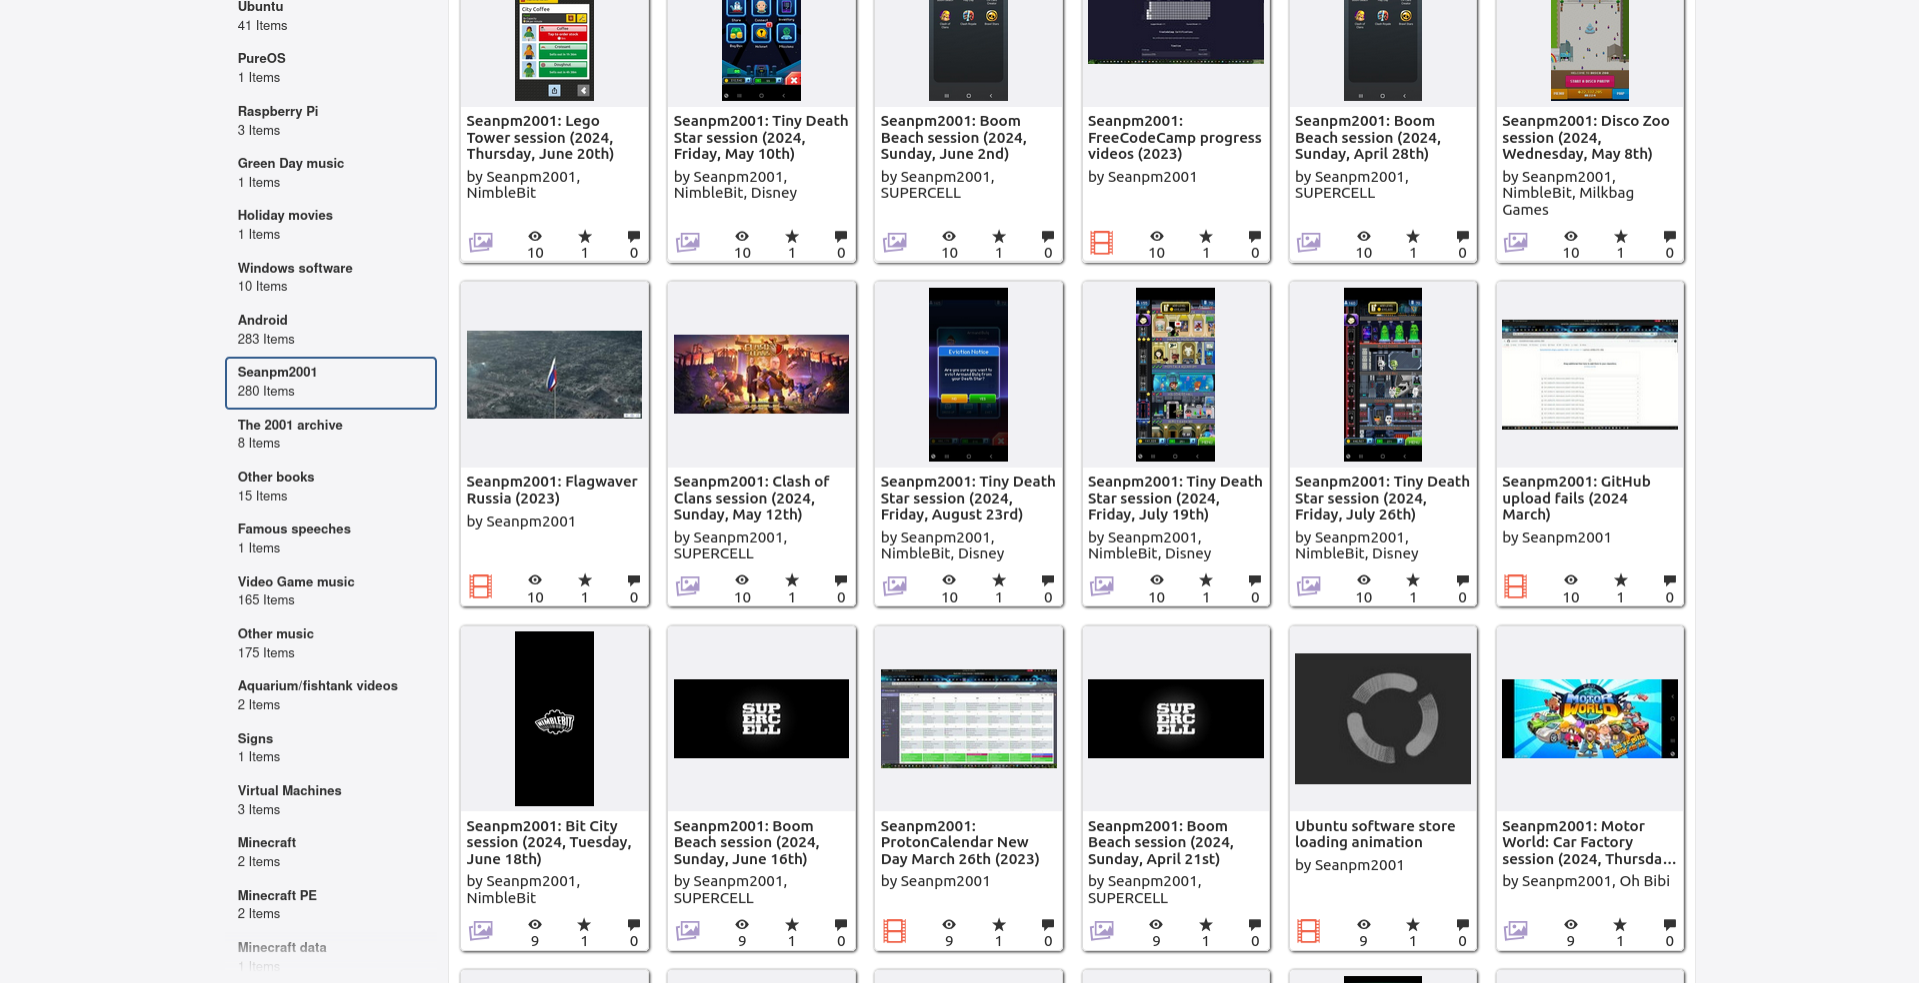 Ubuntu
41 Items
PureOS
1 Items
Raspberry Pi
3 Items
Green Day music
1 Items
Holiday movies
1 Items
Windows software
10 Items
Android
283 Items
Seanpm2001
280 Items
The 2001 archive
8 Items
Other books
15 Items
Famous speeches
1 Items
Video Game music
165 Items
Other music
175 Items
Aquarium/fishtank videos
2 Items
Signs
1 Items
Virtual Machines
3 Items
Minecraft
2 Items
Minecraft PE
2 Items
Minecraft data
1 Items
City Coffee
Seanpm2001: Lego
Tower session (2024,
Thursday, June 20th)
by Seanpm2001,
NimbleBit
10 1 0
Seanpm2001: Tiny Death
Star session (2024,
Friday, May 10th)
by Seanpm2001,
NimbleBit, Disney
10 1 0
Seanpm2001: Boom
Beach session (2024,
Sunday, June 2nd)
by Seanpm2001,
SUPERCELL
10 1 0
Seanpm2001:
FreeCodeCamp progress
videos (2023)
by Seanpm2001
10 1 0
Seanpm2001: Boom
Beach session (2024,
Sunday, April 28th)
by Seanpm2001,
SUPERCELL
10 1 0
Seanpm2001: Disco Zoo
session (2024,
Wednesday, May 8th)
by Seanpm2001,
NimbleBit, Milkbag
Games
10 1 0
Seanpm2001: Flagwaver
Russia (2023)
by Seanpm2001
10 1 0
Seanpm2001: Clash of
Clans session (2024,
Sunday, May 12th)
by Seanpm2001,
SUPERCELL
10 1 0
Eviction Notice
Seanpm2001: Tiny Death
Star session (2024,
Friday, August 23rd)
by Seanpm2001,
NimbleBit, Disney
10 1 0
Seanpm2001: Tiny Death
Star session (2024,
Friday, July 19th)
by Seanpm2001,
NimbleBit, Disney
10 1 0
Seanpm2001: Tiny Death
Star session (2024,
Friday, July 26th)
by Seanpm2001,
NimbleBit, Disney
10 1 0
Seanpm2001: GitHub
upload fails (2024
March)
by Seanpm2001
10 1 0
NIMBLEBIT
Seanpm2001: Bit City
session (2024, Tuesday,
June 18th)
by Seanpm2001,
NimbleBit
9 1 0
SUP
ERC
ELL
Seanpm2001: Boom
Beach session (2024,
Sunday, June 16th)
by Seanpm2001,
SUPERCELL
9 1 0
Seanpm2001:
ProtonCalendar New
Day March 26th (2023)
by Seanpm2001
9 1 0
SUP
ERC
ELL
Seanpm2001: Boom
Beach session (2024,
Sunday, April 21st)
by Seanpm2001,
SUPERCELL
9 1 0
Ubuntu software store
loading animation
by Seanpm2001
9 1 0
MOTOR
WORLD
Seanpm2001: Motor
World: Car Factory
session (2024, Thursda...
by Seanpm2001, Oh Bibi
9 1 0